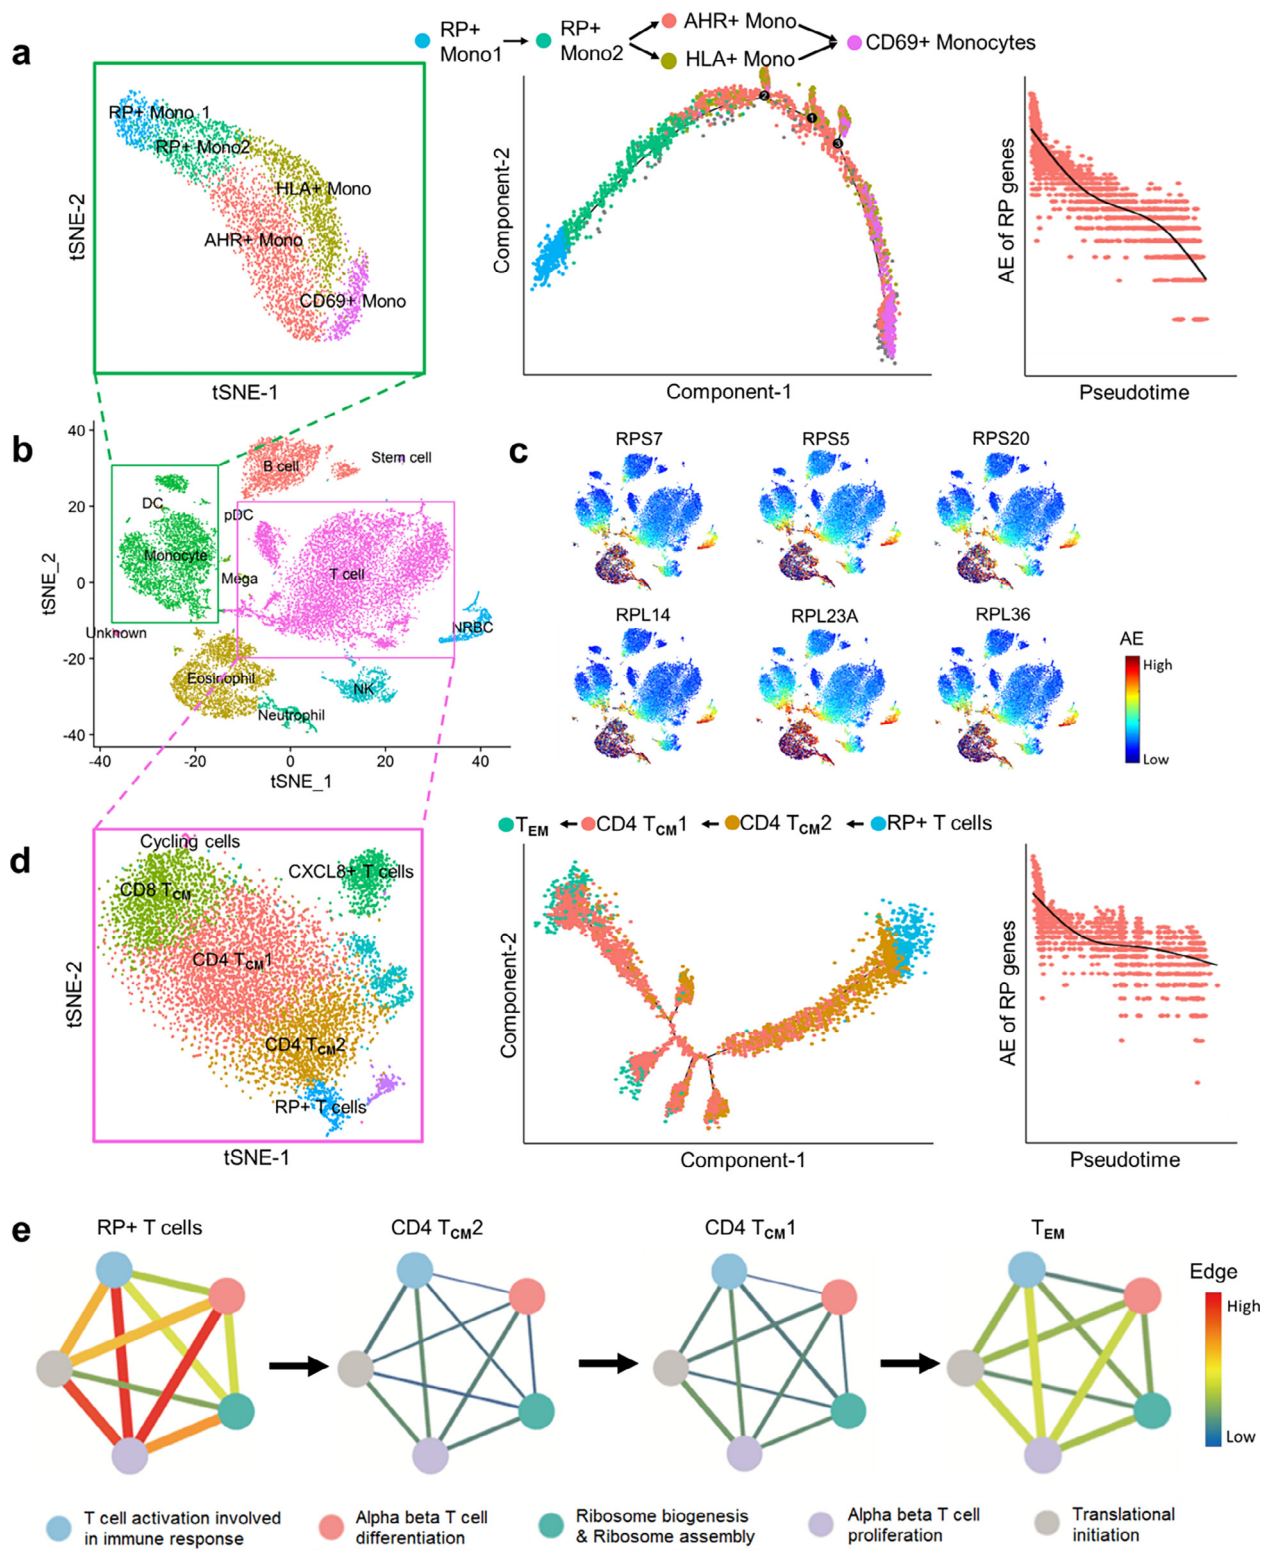 a
RP+
Mono1
RP+
Mono2
AHR+ Mono
HLA+ Mono
CD69+ Monocytes
RP+ Mono 1
RP+ Mono2
HLA+ Mono
AHR+ Mono
CD69+ Mono
tSNE-2
tSNE-1
2
1
3
Component-2
Component-1
AE of RP genes
Pseudotime
b
40
20
0
-20
-40
tSNE_2
B cell
Stem cell
DC
pDC
Monocyte
T cell
Mega
Unknown
NRBC
Eosinophil
NK
Neutrophil
-40
-20
0
20
40
tSNE_1
c
RPS7
RPS5
RPS20
RPL14
RPL23A
RPL36
AE
High
Low
d
Cycling cells
CXCL8+ T cells
CD8 TCM
CD4 TCM1
CD4 TCM2
RP+ T cells
tSNE-2
tSNE-1
TEM
CD4 TCM1
CD4 TCM2
RP+ T cells
Component-2
Component-1
AE of RP genes
Pseudotime
e
RP+ T cells
CD4 TCM2
CD4 TCM1
TEM
Edge
High
Low
T cell activation involved
in immune response
Alpha beta T cell
differentiation
Ribosome biogenesis
& Ribosome assembly
Alpha beta T cell
proliferation
Translational
initiation